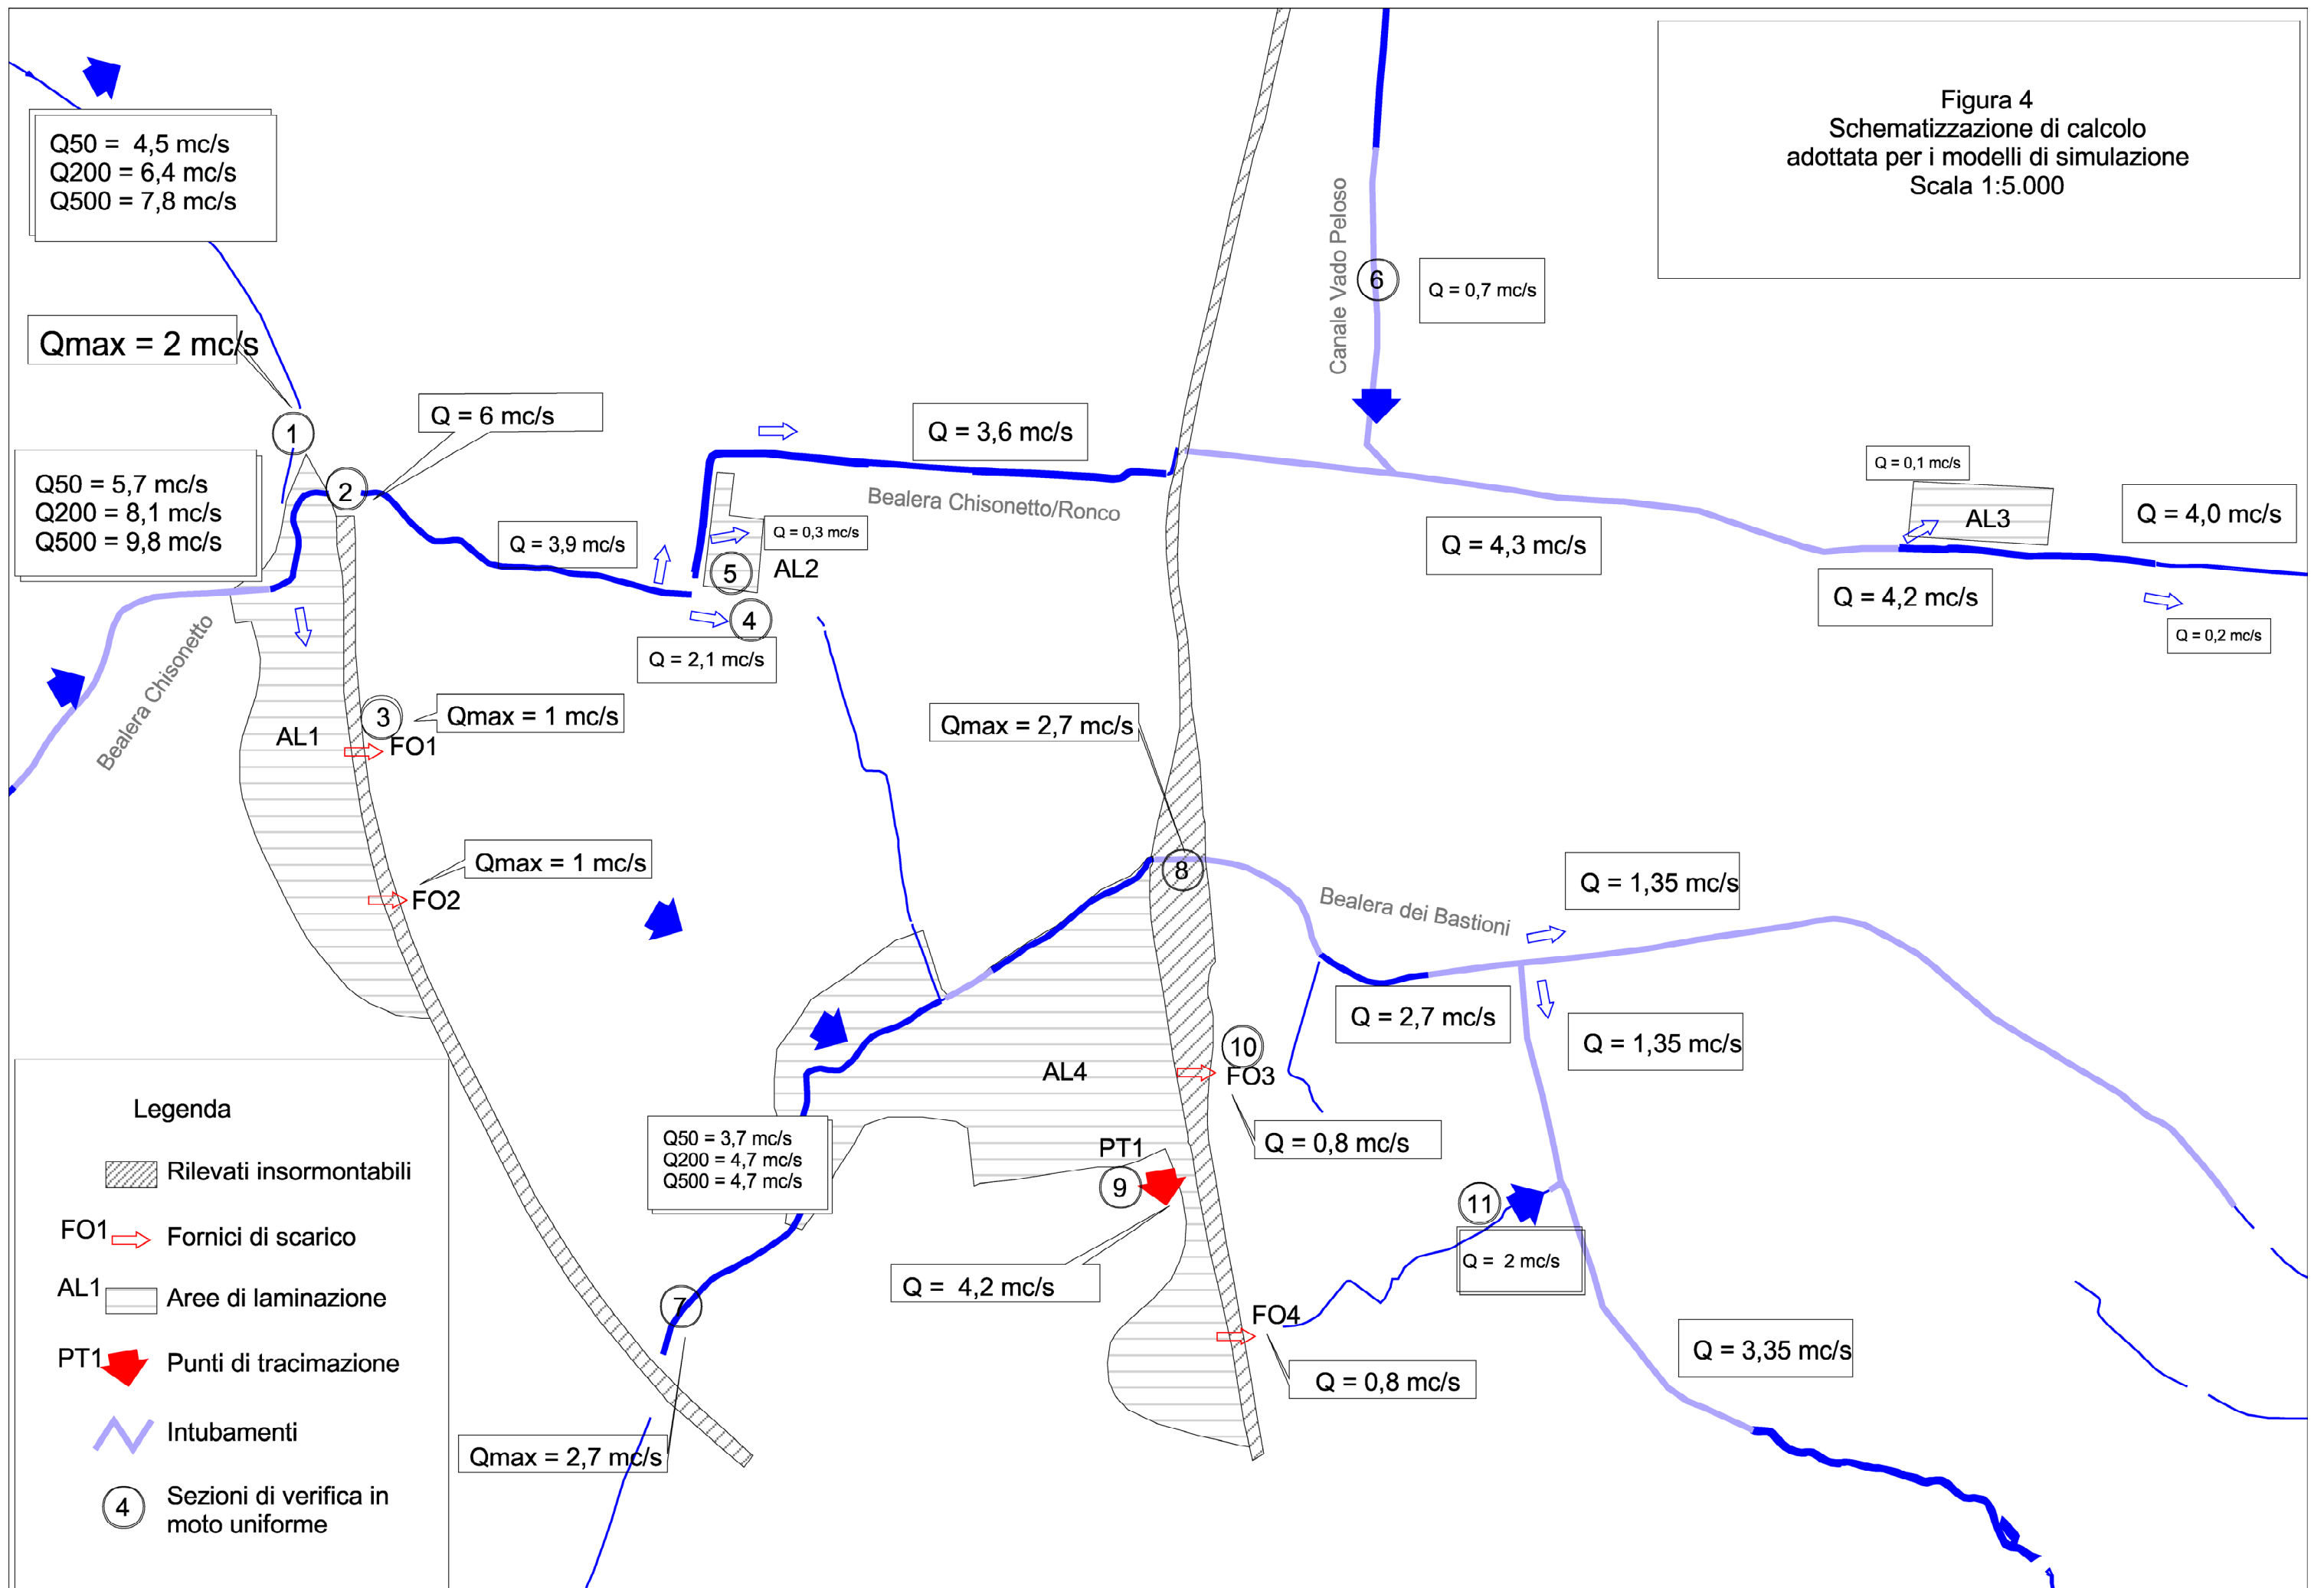 Figura 4
Schematizzazione di calcolo
adottata per i modelli di simulazione
Scala 1:5.000
Q50 = 4,5 mc/s
Q200 = 6,4 mc/s
Q500 = 7,8 mc/s
Canale Vado Peloso
6
Q = 0,7 mc/s
Qmax = 2 mc/s
1
Q = 6 mc/s
Q = 3,6 mc/s
Q50 = 5,7 mc/s
Q200 = 8,1 mc/s
Q500 = 9,8 mc/s
2
Bealera Chisonetto/Ronco
Q = 0,1 mc/s
AL3
Q = 4,0 mc/s
Q = 3,9 mc/s
Q = 0,3 mc/s
5
AL2
Q = 4,3 mc/s
Q = 4,2 mc/s
Q = 0,2 mc/s
4
Q = 2,1 mc/s
Bealera Chisonetto
AL1
3
FO1
Qmax = 1 mc/s
Qmax = 2,7 mc/s
Qmax = 1 mc/s
FO2
8
Bealera dei Bastioni
Q = 1,35 mc/s
Q = 2,7 mc/s
Q = 1,35 mc/s
AL4
10
FO3
Q = 0,8 mc/s
Q50 = 3,7 mc/s
Q200 = 4,7 mc/s
Q500 = 4,7 mc/s
PT1
9
11
Q = 2 mc/s
Q = 4,2 mc/s
7
FO4
Q = 0,8 mc/s
Q = 3,35 mc/s
Qmax = 2,7 mc/s
Legenda
Rilevati insormontabili
FO1 Fornici di scarico
AL1 Aree di laminazione
PT1 Punti di tracimazione
Intubamenti
4 Sezioni di verifica in
moto uniforme